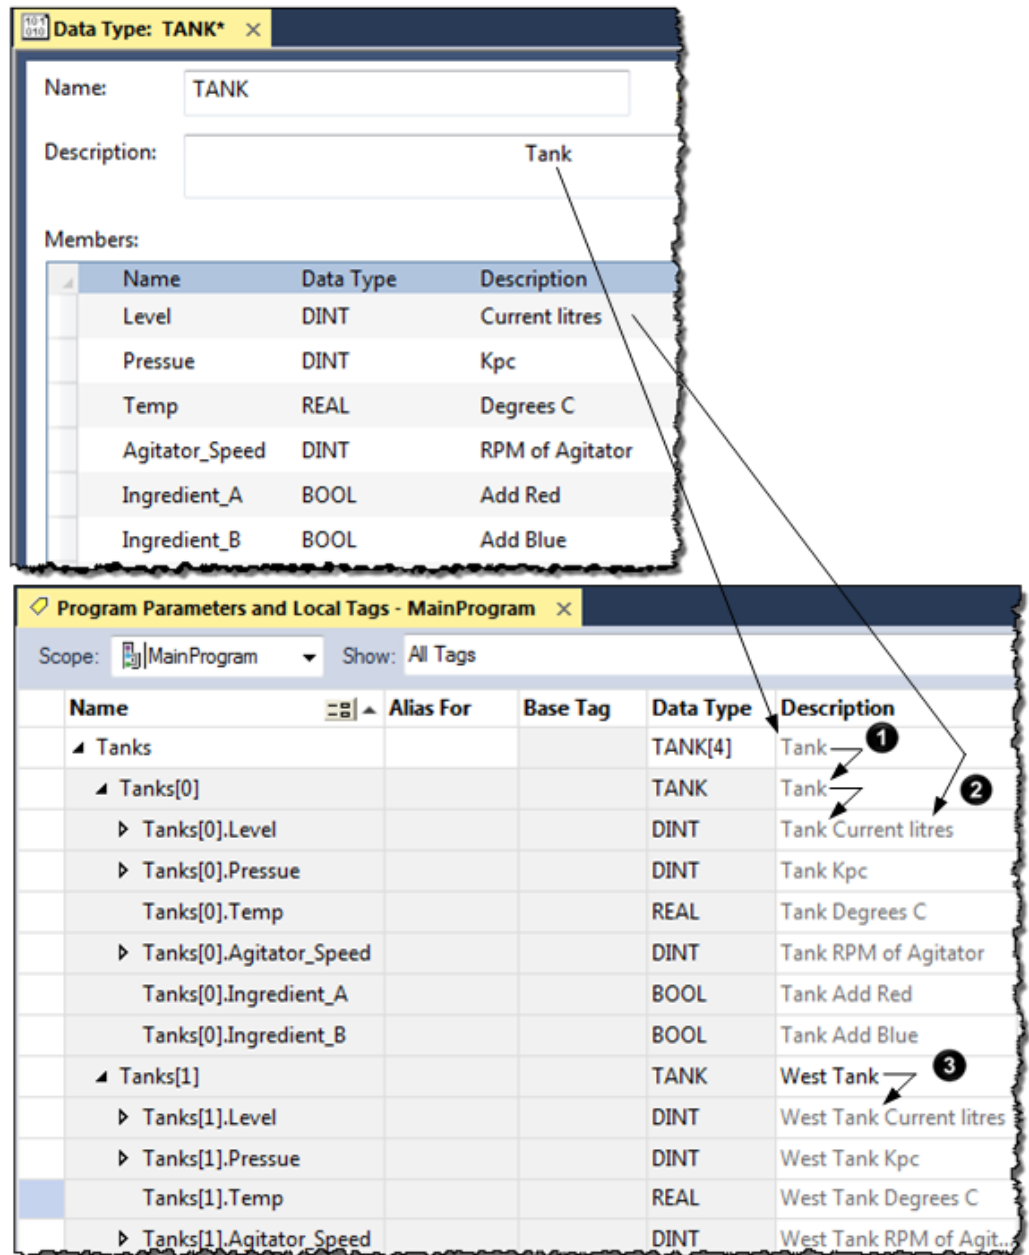 Data Type: TANK* ×
Name: TANK
Description: Tank
Members:
Name Data Type Description
Level DINT Current litres
Pressue DINT Kpc
Temp REAL Degrees C
Agitator_Speed DINT RPM of Agitator
Ingredient_A BOOL Add Red
Ingredient_B BOOL Add Blue
Program Parameters and Local Tags - MainProgram ×
Scope: MainProgram Show: All Tags
Name Alias For Base Tag Data Type Description
Tanks TANK[4] Tank 1
Tanks[0] TANK Tank 2
Tanks[0].Level DINT Tank Current litres
Tanks[0].Pressue DINT Tank Kpc
Tanks[0].Temp REAL Tank Degrees C
Tanks[0].Agitator_Speed DINT Tank RPM of Agitator
Tanks[0].Ingredient_A BOOL Tank Add Red
Tanks[0].Ingredient_B BOOL Tank Add Blue
Tanks[1] TANK West Tank 3
Tanks[1].Level DINT West Tank Current litres
Tanks[1].Pressue DINT West Tank Kpc
Tanks[1].Temp REAL West Tank Degrees C
Tanks[1].Agitator_Speed DINT West Tank RPM of Agit...